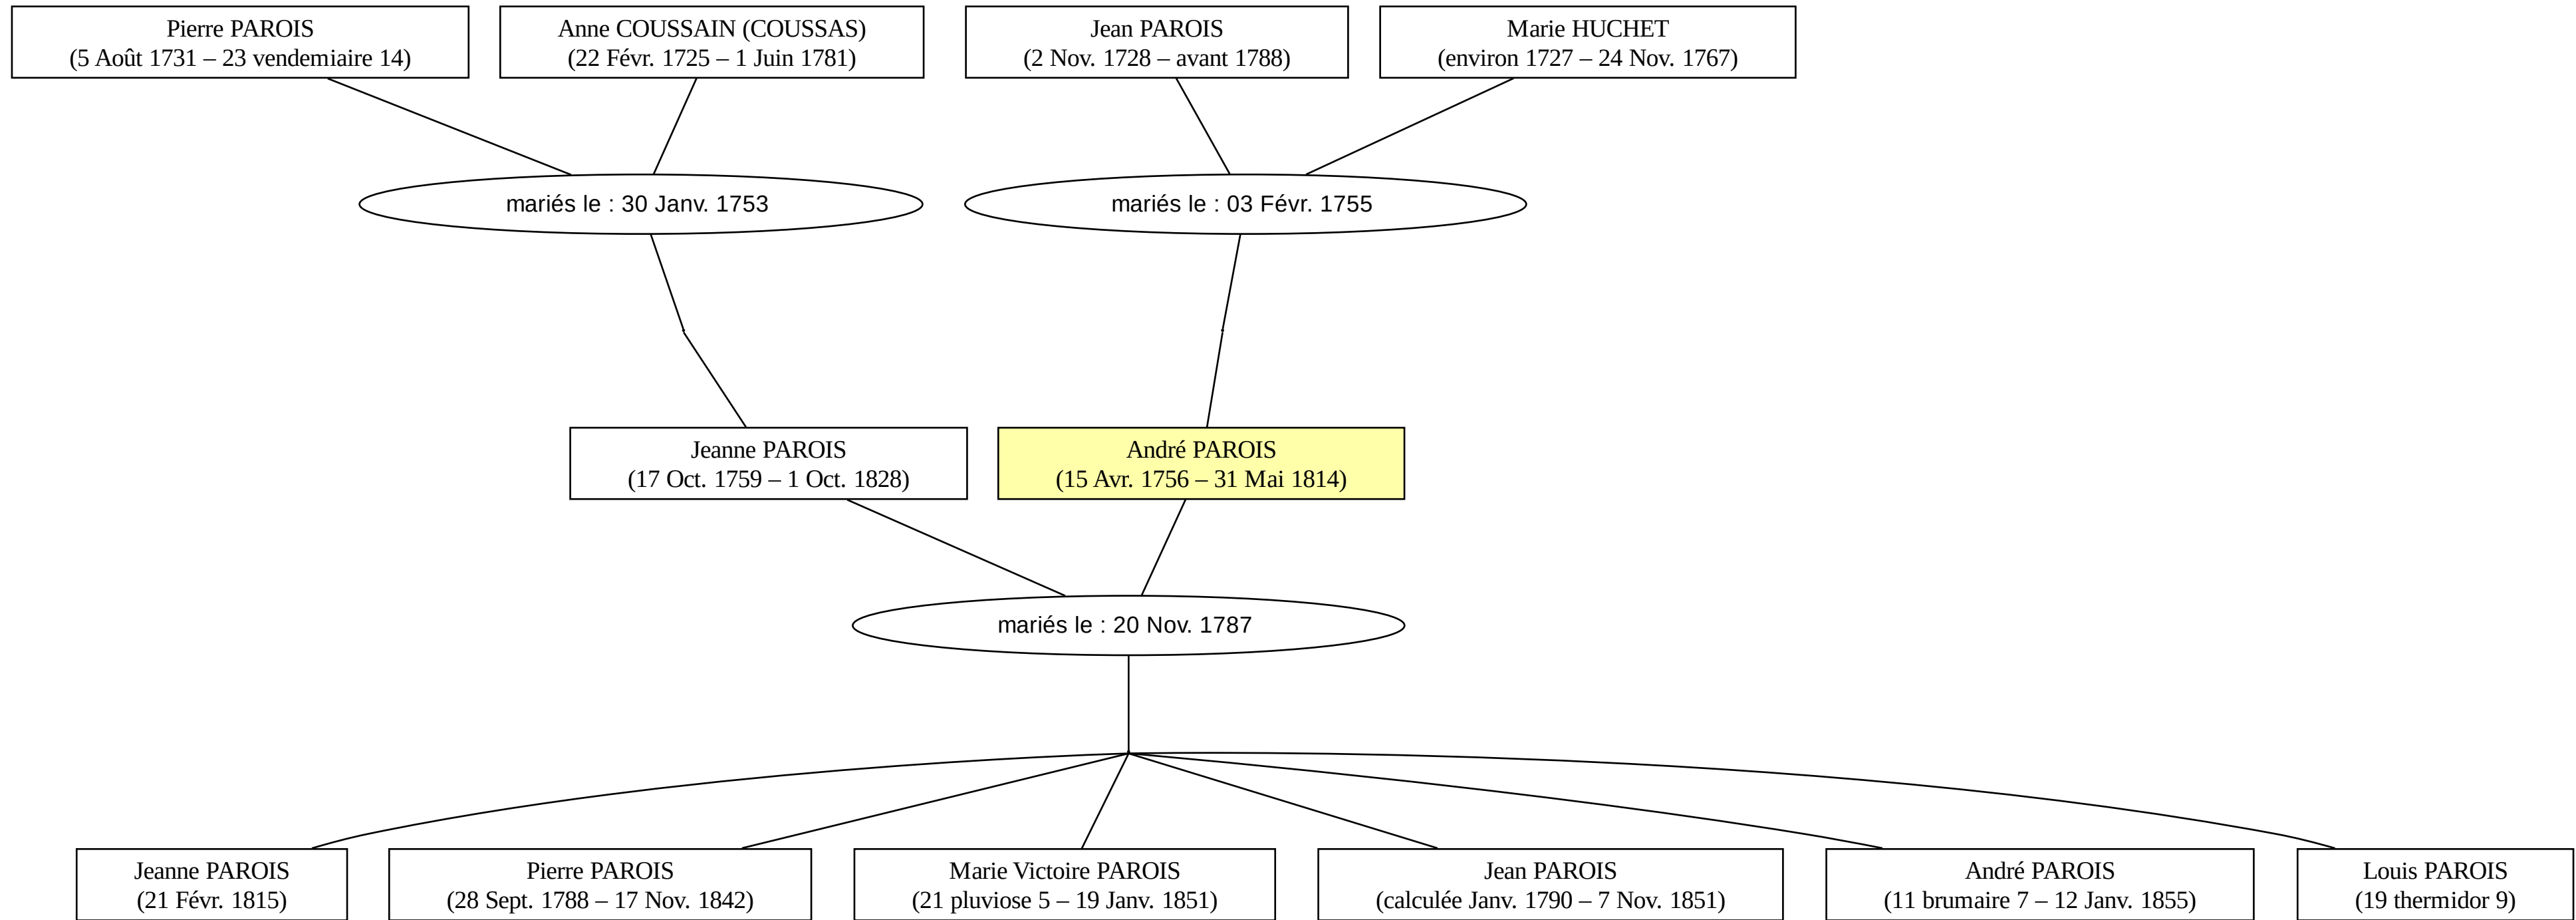 Pierre PAROIS
(5 Août 1731 – 23 vendemiaire 14)
Anne COUSSAIN (COUSSAS)
(22 Févr. 1725 – 1 Juin 1781)
Jean PAROIS
(2 Nov. 1728 – avant 1788)
Marie HUCHET
(environ 1727 – 24 Nov. 1767)
mariés le : 30 Janv. 1753
mariés le : 03 Févr. 1755
Jeanne PAROIS
(17 Oct. 1759 – 1 Oct. 1828)
André PAROIS
(15 Avr. 1756 – 31 Mai 1814)
mariés le : 20 Nov. 1787
Jeanne PAROIS
(21 Févr. 1815)
Pierre PAROIS
(28 Sept. 1788 – 17 Nov. 1842)
Marie Victoire PAROIS
(21 pluviose 5 – 19 Janv. 1851)
Jean PAROIS
(calculée Janv. 1790 – 7 Nov. 1851)
André PAROIS
(11 brumaire 7 – 12 Janv. 1855)
Louis PAROIS
(19 thermidor 9)